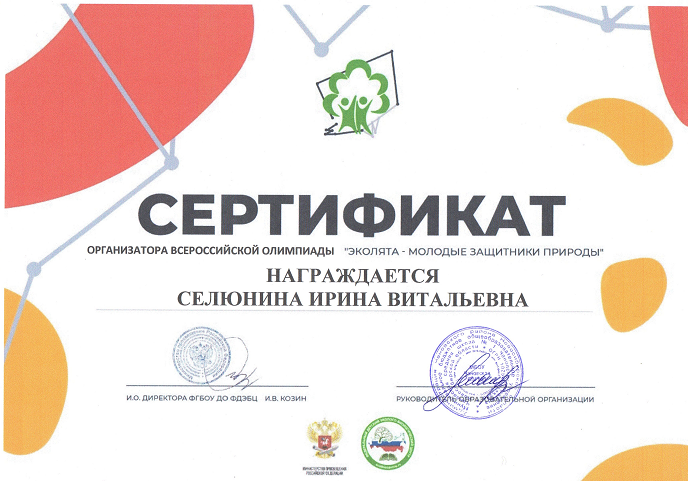 СЕРТИФИКАТ
ОРГАНИЗАТОРА ВСЕРОССИЙСКОЙ ОЛИМПИАДЫ "ЭКОЛЯТА - МОЛОДЫЕ ЗАЩИТНИКИ ПРИРОДЫ"
НАГРАЖДАЕТСЯ
СЕЛЮНИНА ИРИНА ВИТАЛЬЕВНА
И.О. ДИРЕКТОРА ФГБОУ ДО ФДЭБЦ И.В. КОЗИН
РУКОВОДИТЕЛЬ ОБРАЗОВАТЕЛЬНОЙ ОРГАНИЗАЦИИ
МИНИСТЕРСТВО ПРОСВЕЩЕНИЯ
РОССИЙСКОЙ ФЕДЕРАЦИИ